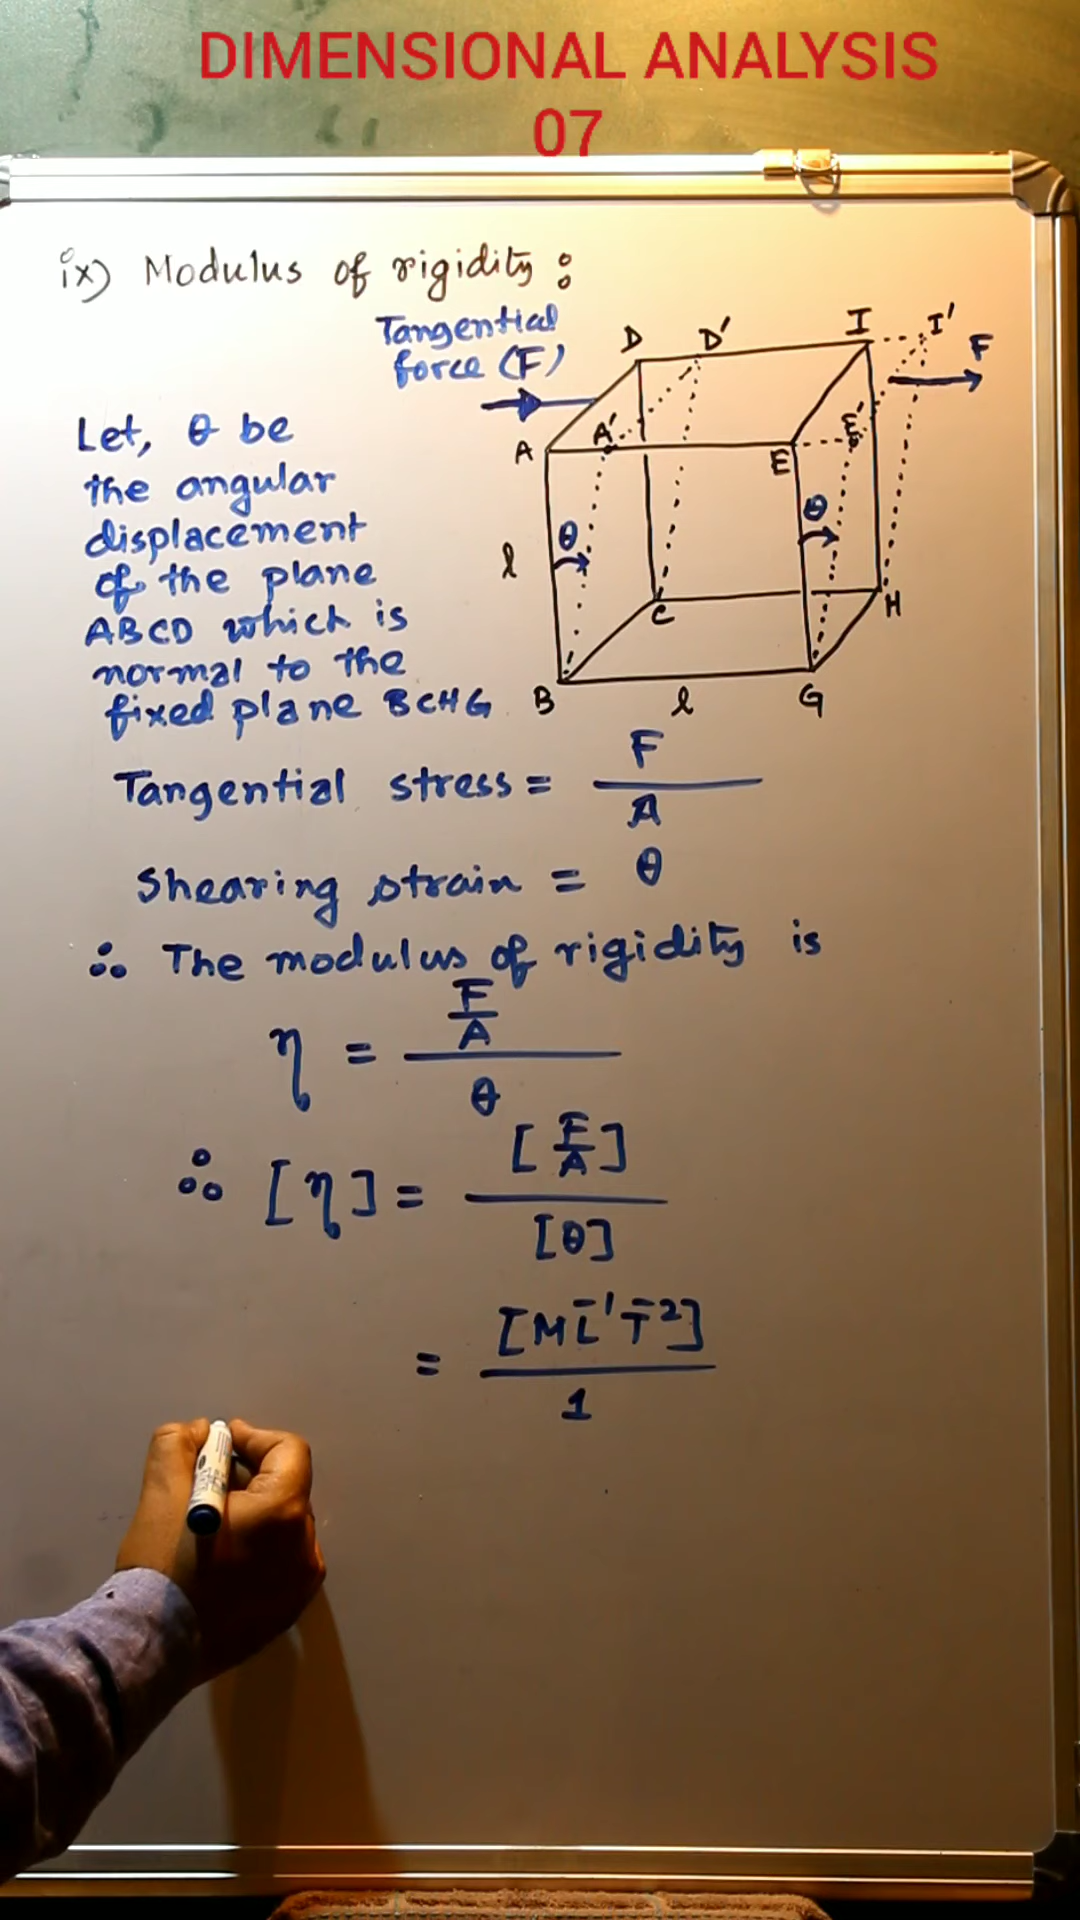 DIMENSIONAL ANALYSIS
07
ix) Modulus of rigidity :
Tangential
force (F)
D D' I I' F
A A' E E'
Let, θ be
the angular
displacement
of the plane
ABCD which is
normal to the
fixed plane BCHG
θ θ
l
C H
B l G
Tangential stress = F/A
Shearing strain = θ
∴ The modulus of rigidity is
η = (F/A)/θ
∴ [η] = [F/A]/[θ]
= [ML⁻¹T⁻²]/1